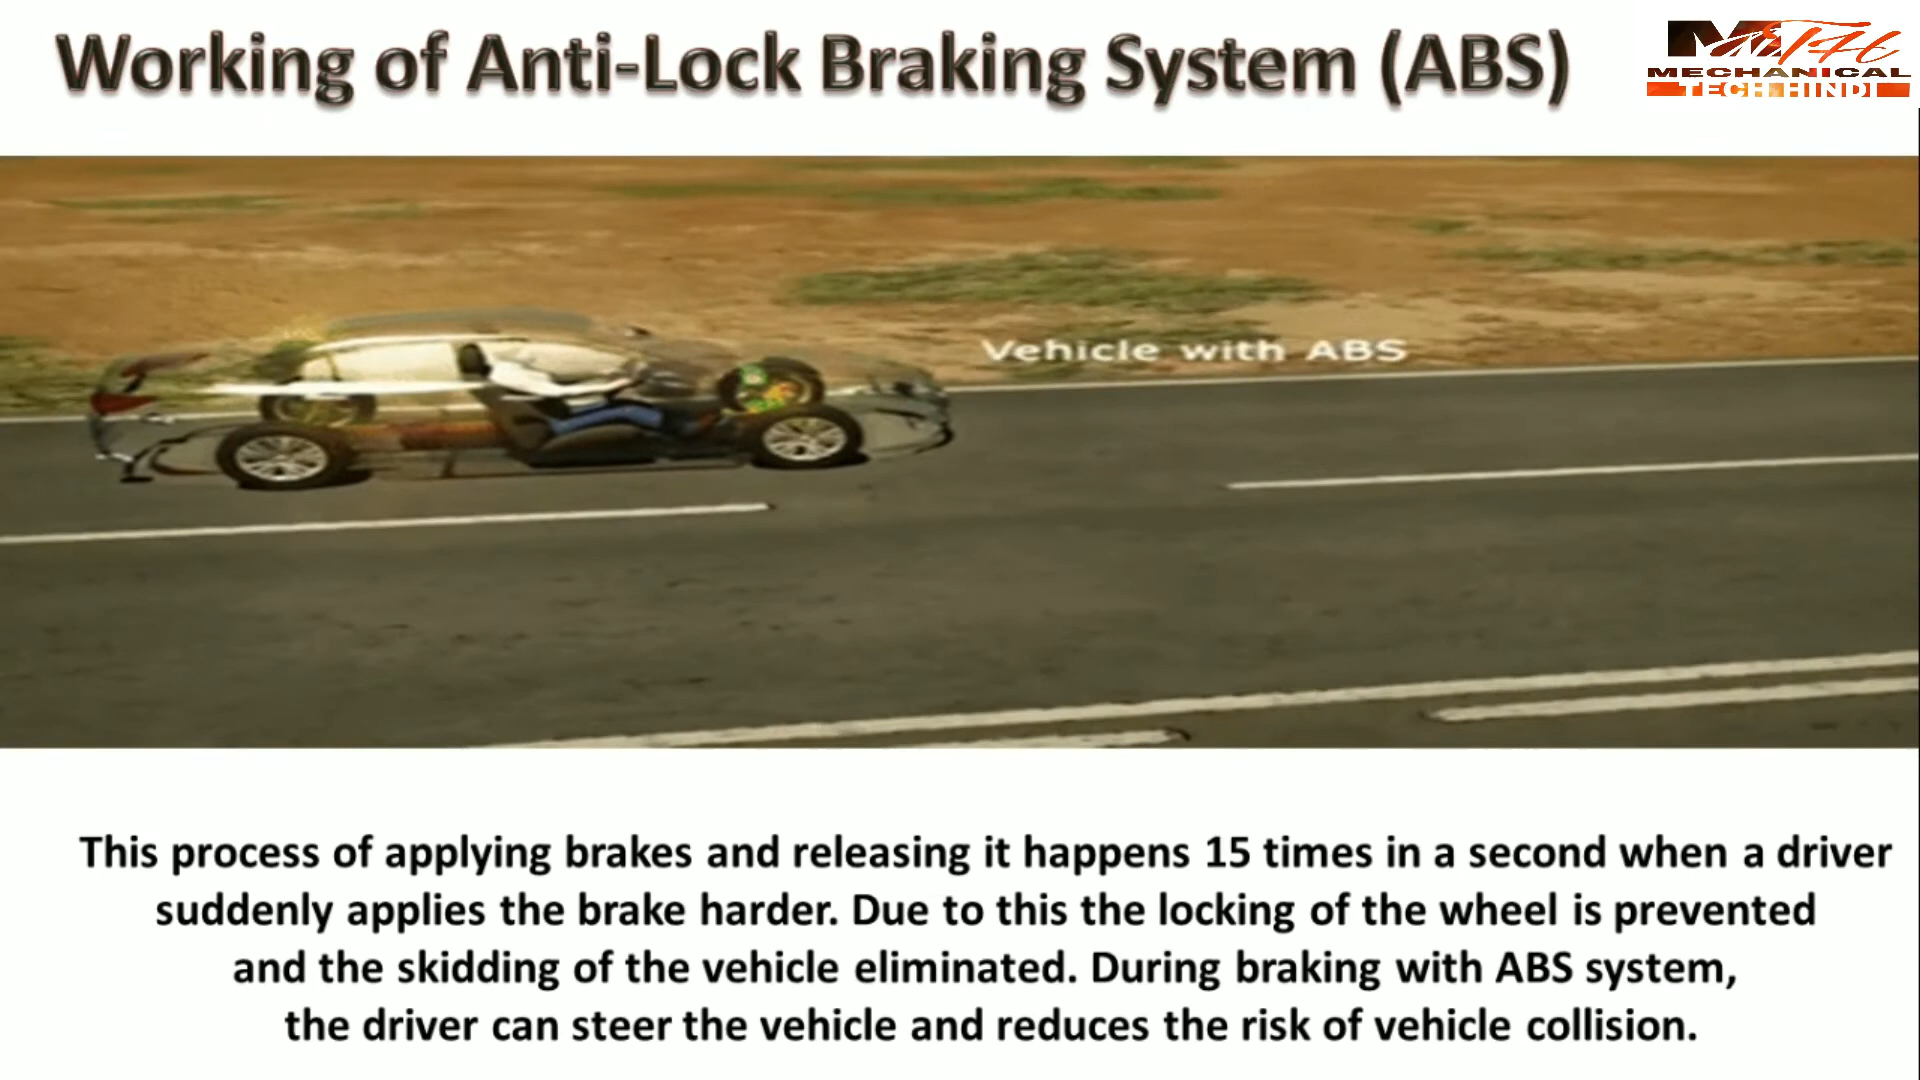 Working of Anti-Lock Braking System (ABS)
MECHANICAL
TECH HINDI
Vehicle with ABS
This process of applying brakes and releasing it happens 15 times in a second when a driver
suddenly applies the brake harder. Due to this the locking of the wheel is prevented
and the skidding of the vehicle eliminated. During braking with ABS system,
the driver can steer the vehicle and reduces the risk of vehicle collision.